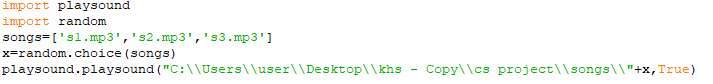 import playsound
import random
songs=['s1.mp3','s2.mp3','s3.mp3']
x=random.choice(songs)
playsound.playsound("C:\\Users\\user\\Desktop\\khs - Copy\\cs project\\songs\\"+x,True)